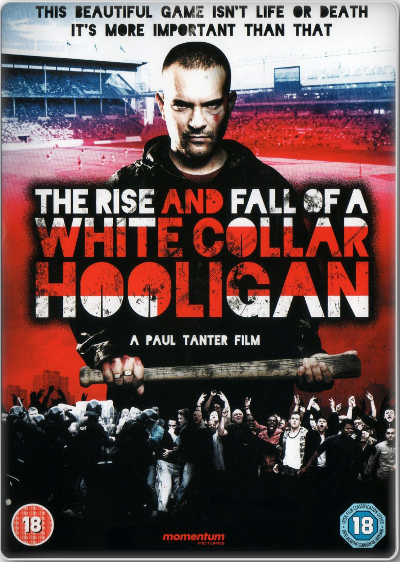 THIS BEAUTIFUL GAME ISN'T LIFE OR DEATH
IT'S MORE IMPORTANT THAN THAT
THE RISE AND FALL OF A
WHITE COLLAR
HOOLIGAN
A PAUL TANTER FILM
18
momentum
PICTURES
18